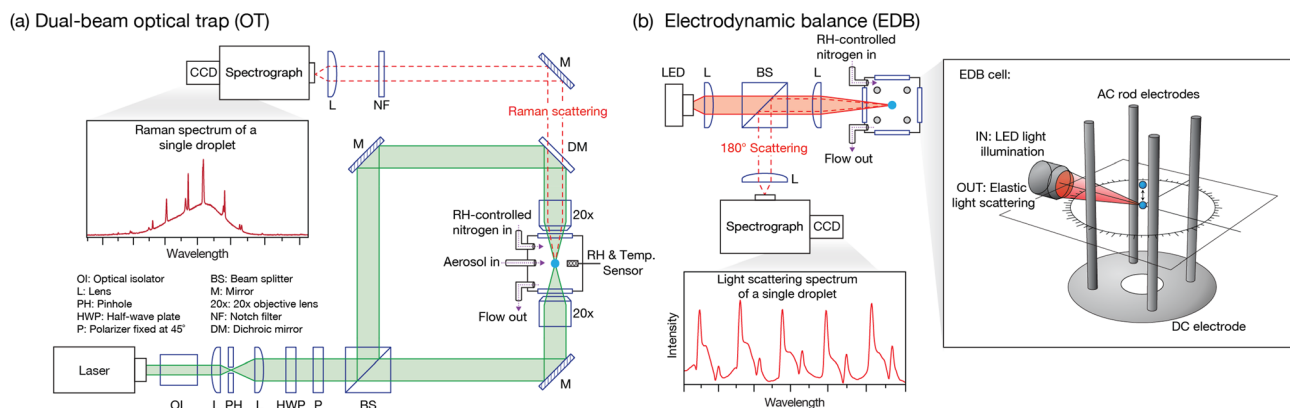 (a) Dual-beam optical trap (OT)
CCD
Spectrograph
L
NF
M
Raman scattering
Raman spectrum of a
single droplet
Wavelength
M
DM
20x
RH-controlled
nitrogen in
Aerosol in
RH & Temp.
Sensor
Flow out
20x
OI: Optical isolator
L: Lens
PH: Pinhole
HWP: Half-wave plate
P: Polarizer fixed at 45°
BS: Beam splitter
M: Mirror
20x: 20x objective lens
NF: Notch filter
DM: Dichroic mirror
Laser
OI
L
PH
L
HWP
P
BS
M
(b) Electrodynamic balance (EDB)
RH-controlled
nitrogen in
LED
L
BS
L
180° Scattering
Flow out
L
Spectrograph
CCD
Light scattering spectrum
of a single droplet
Intensity
Wavelength
EDB cell:
AC rod electrodes
IN: LED light
illumination
OUT: Elastic
light scattering
DC electrode